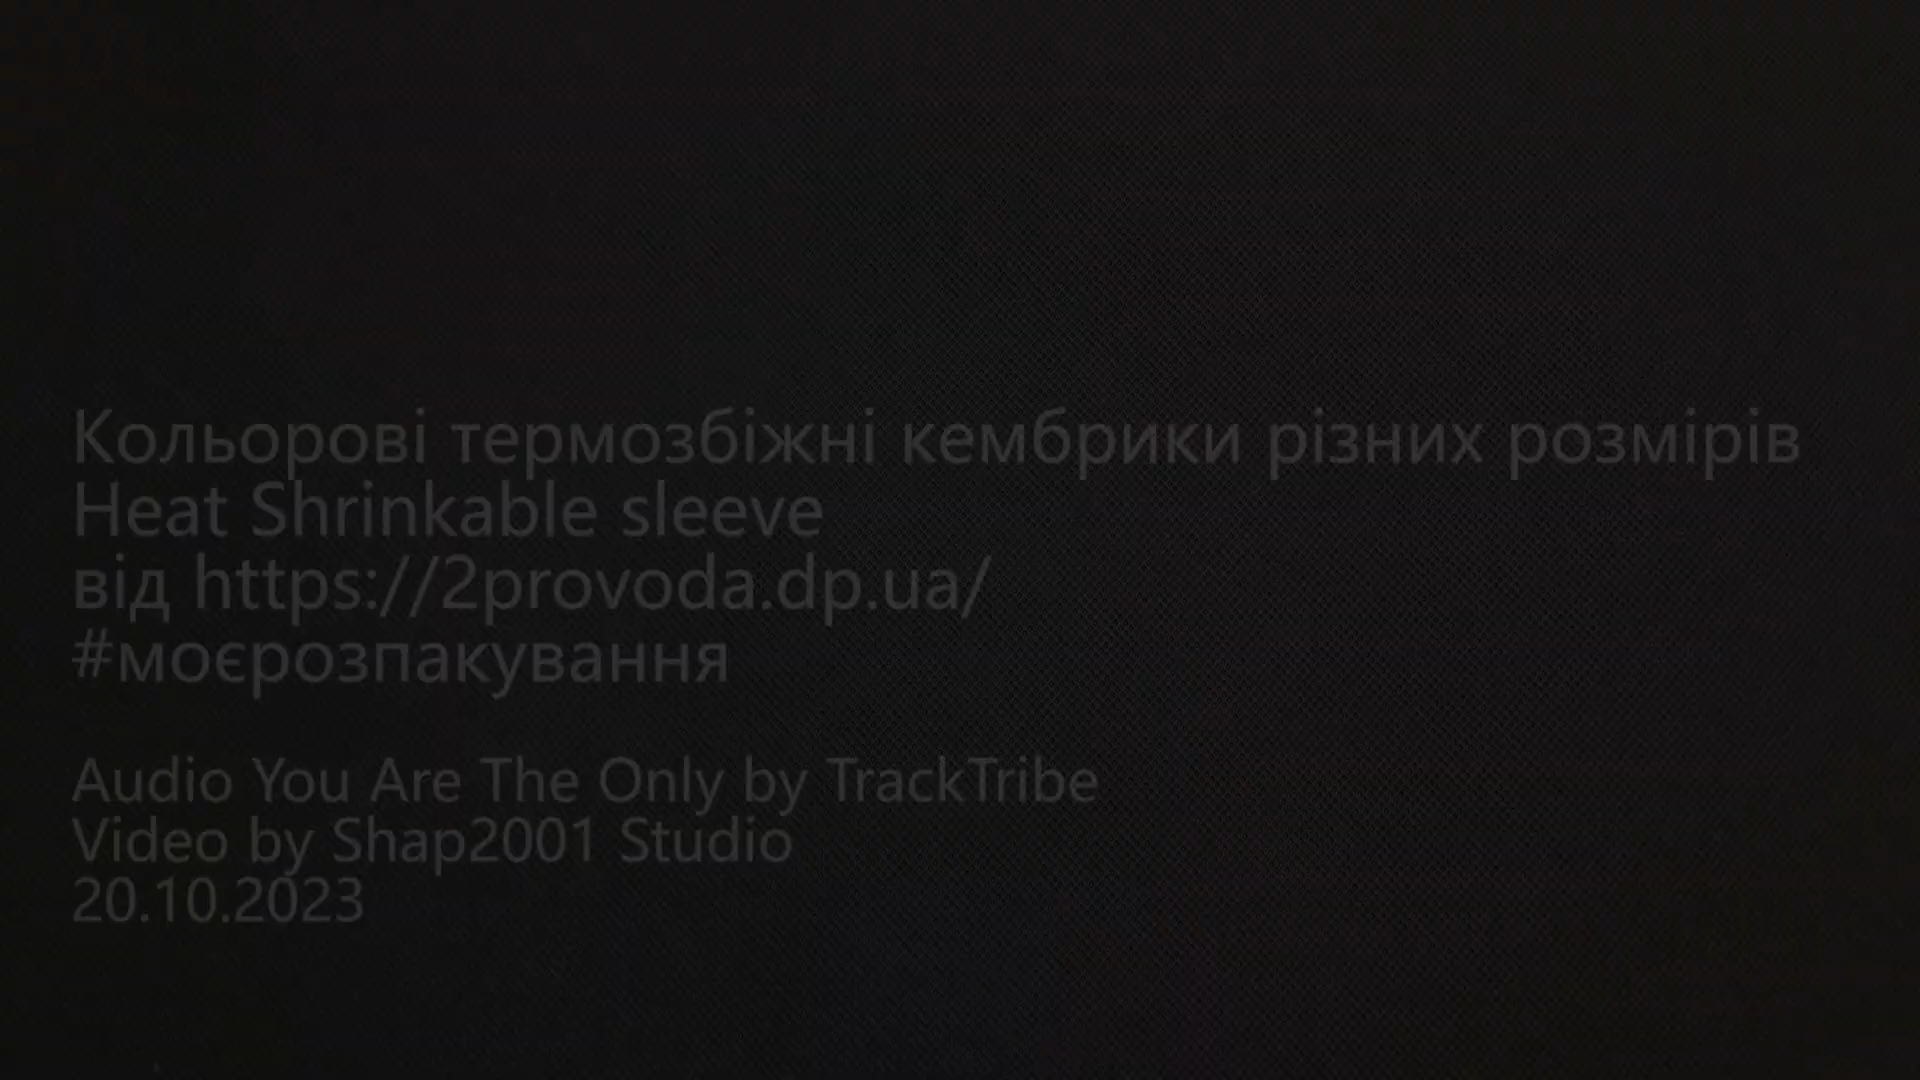 Кольорові термозбіжні кембрики різних розмірів
Heat Shrinkable sleeve
від https://2provoda.dp.ua/
#моєрозпакування
Audio You Are The Only by TrackTribe
Video by Shap2001 Studio
20.10.2023